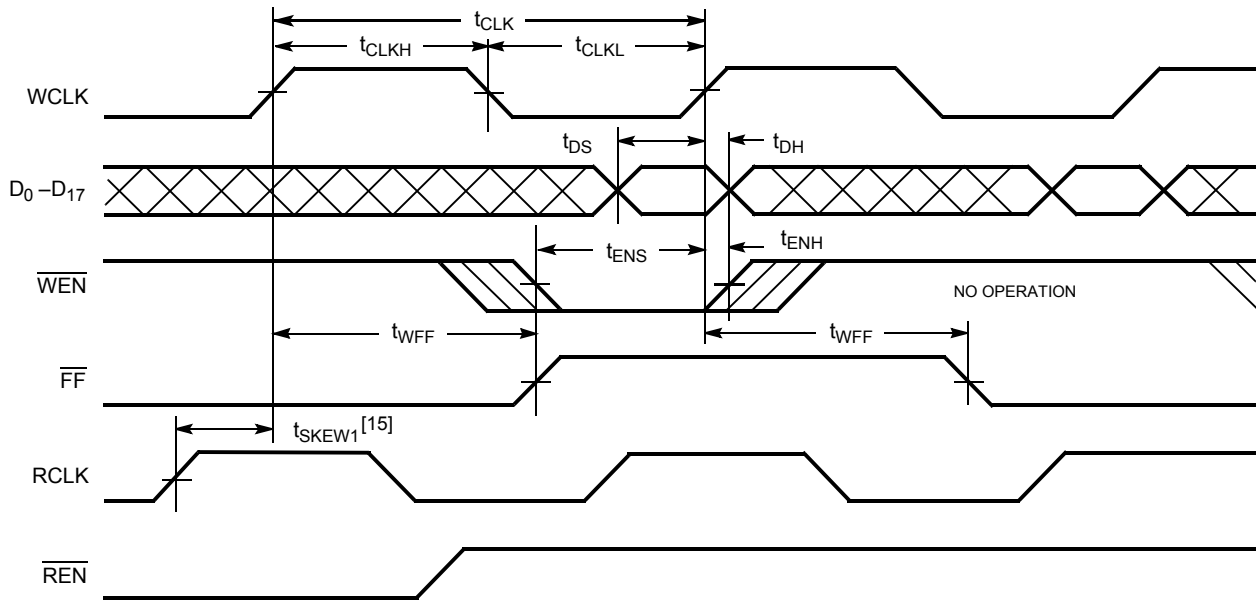 tCLK
tCLKH tCLKL
WCLK
tDS tDH
D0 –D17
tENS tENH
WEN
NO OPERATION
tWFF tWFF
FF
tSKEW1[15]
RCLK
REN